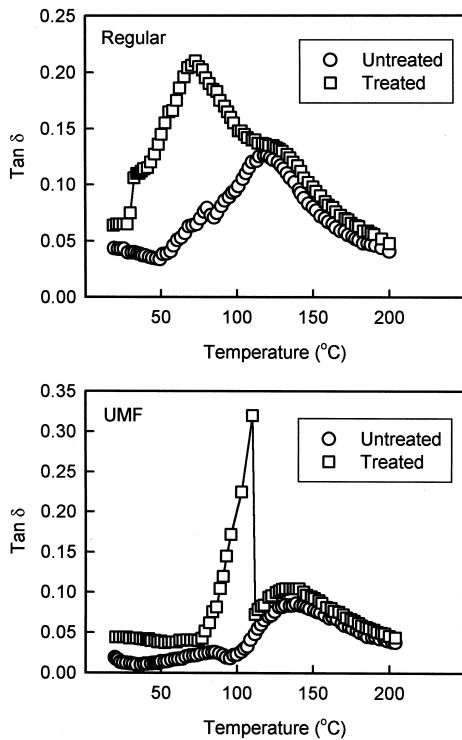 Regular
Untreated
Treated
Tan δ
0.25
0.20
0.15
0.10
0.05
0.00
50 100 150 200
Temperature (°C)
UMF
Untreated
Treated
Tan δ
0.35
0.30
0.25
0.20
0.15
0.10
0.05
0.00
50 100 150 200
Temperature (°C)